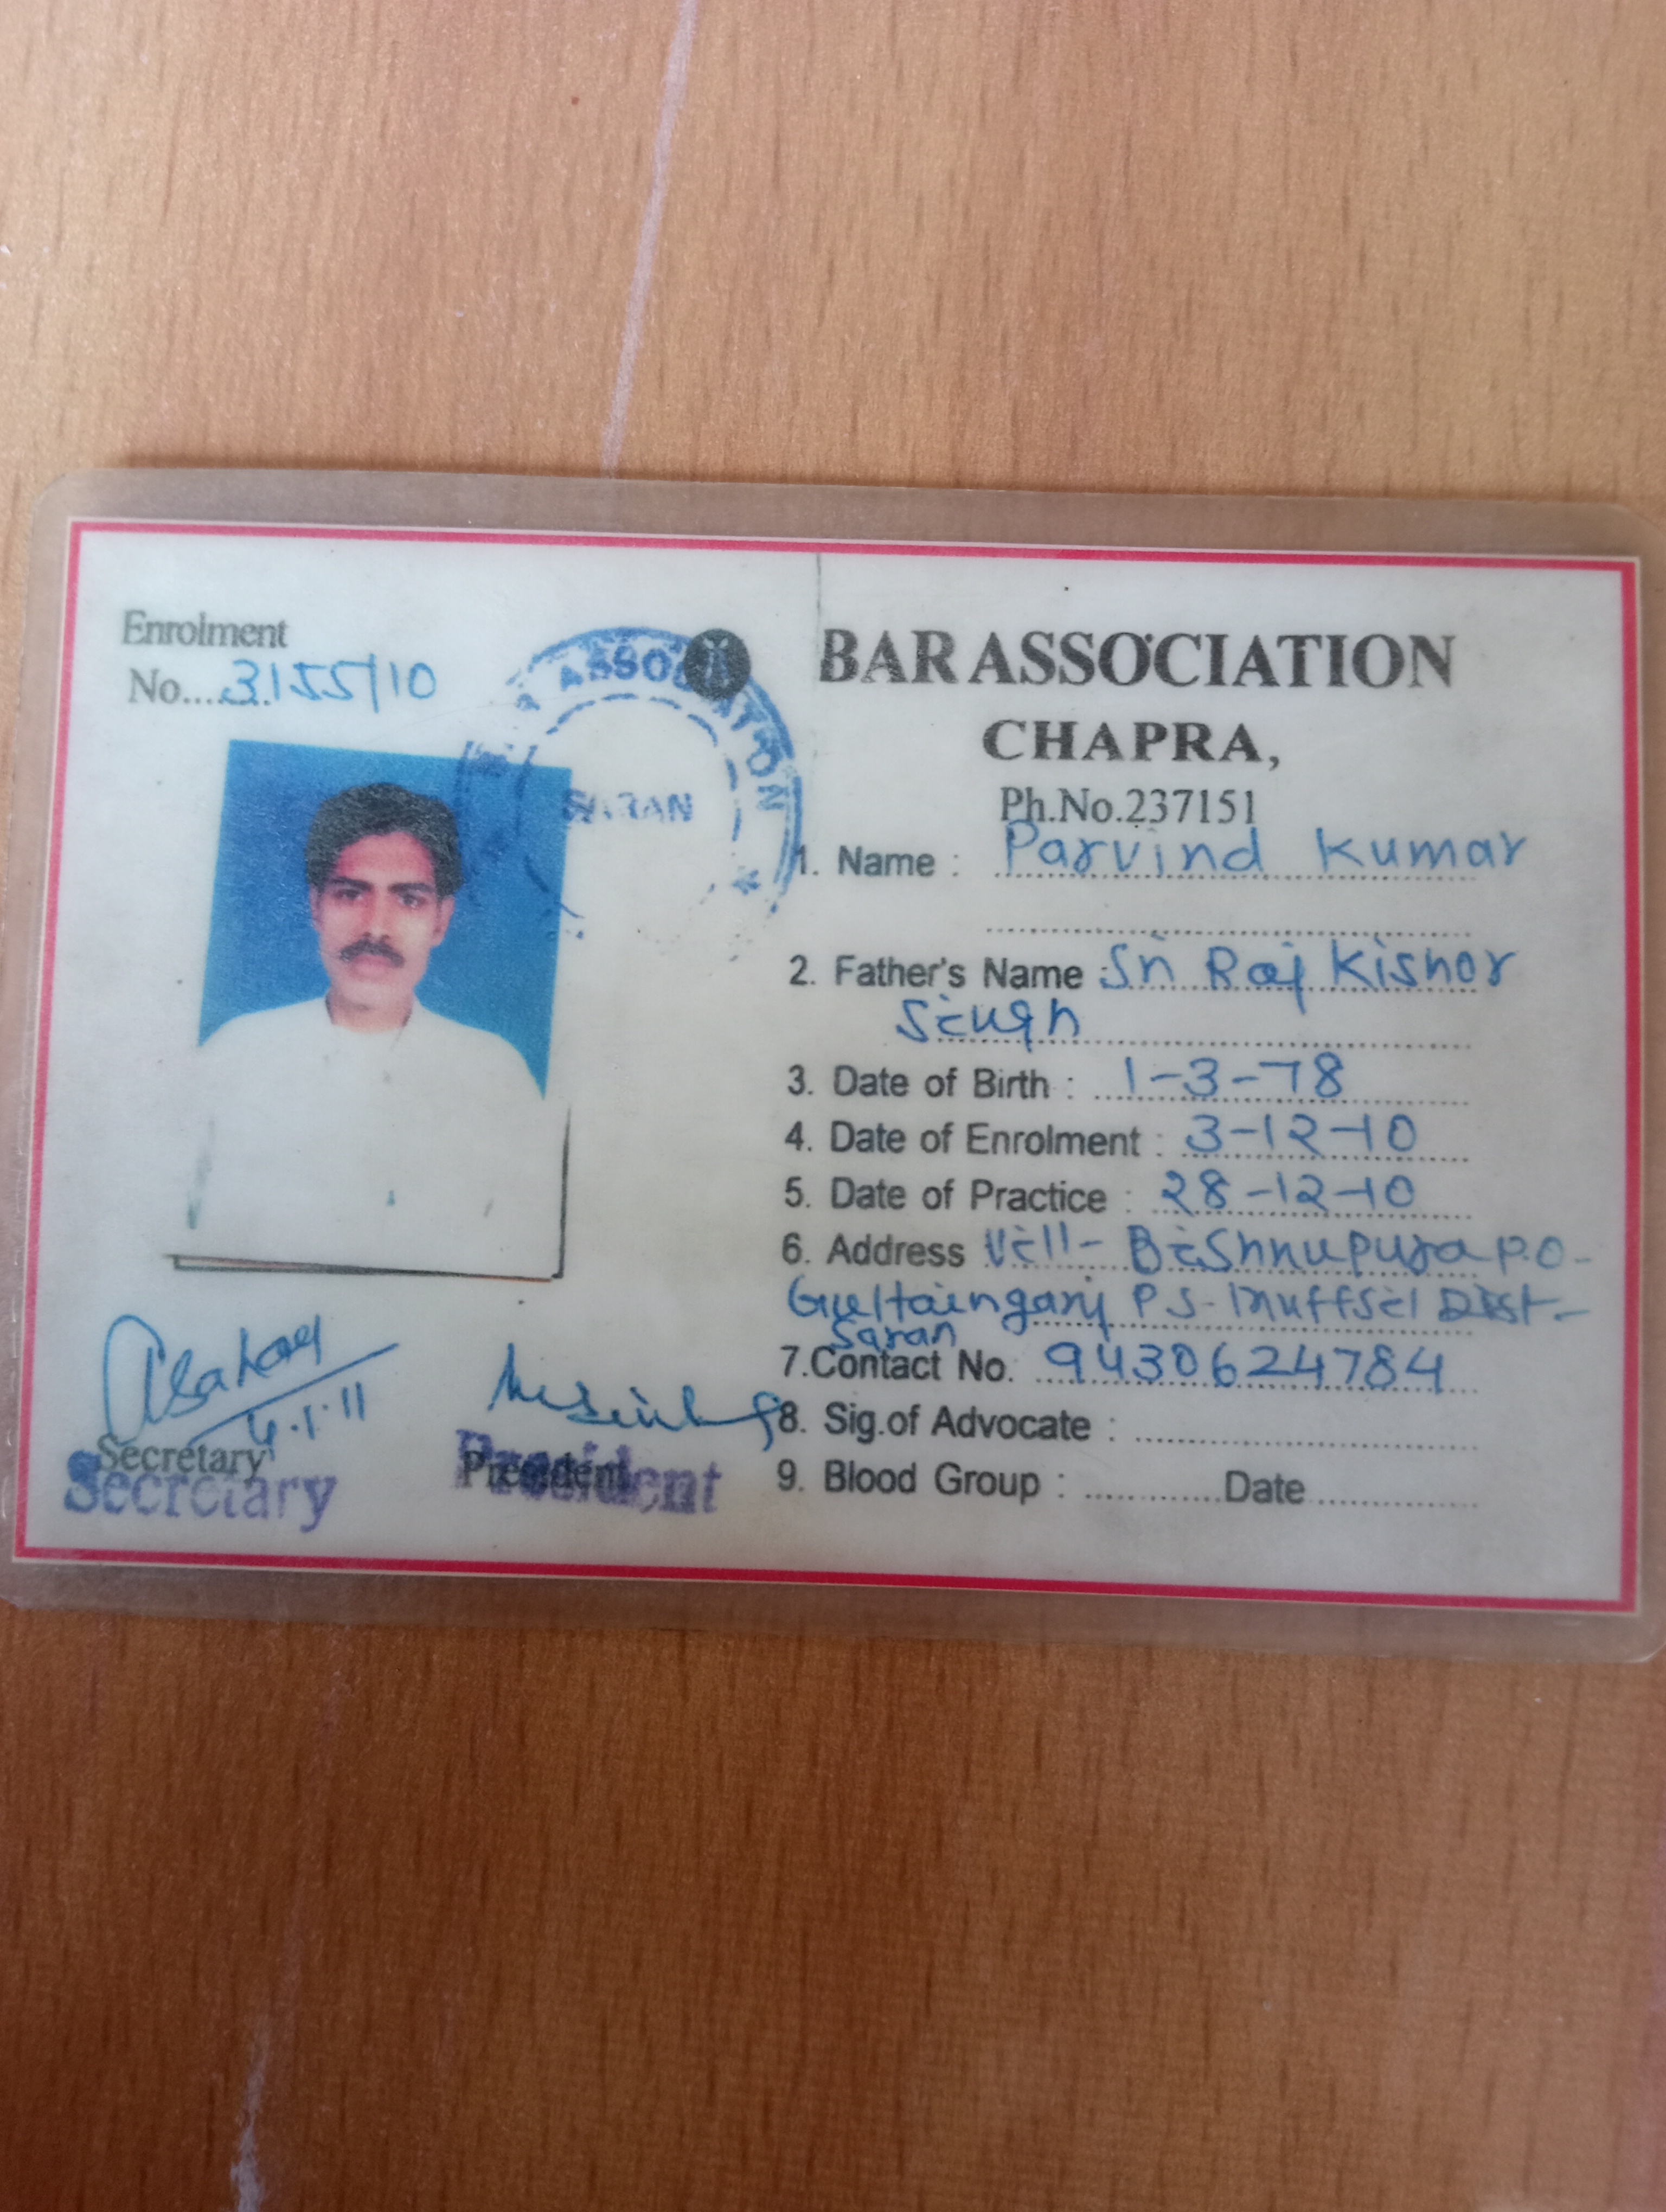 Enrolment
No....3155/10
BAR ASSOCIATION
SARAN
BAR ASSOCIATION
CHAPRA,
Ph.No.237151
1. Name : Parvind Kumar
2. Father's Name : Sri Raj Kishor
Singh
3. Date of Birth : 1-3-78
4. Date of Enrolment : 3-12-10
5. Date of Practice : 28-12-10
6. Address Vill- Bishnupura P.O-
Gultainganj P.S- Muffsil Dist-
Saran
7.Contact No. 9430624784
8. Sig.of Advocate :
9. Blood Group : .............Date
4.1.11
Secretary
Secretary
President
President